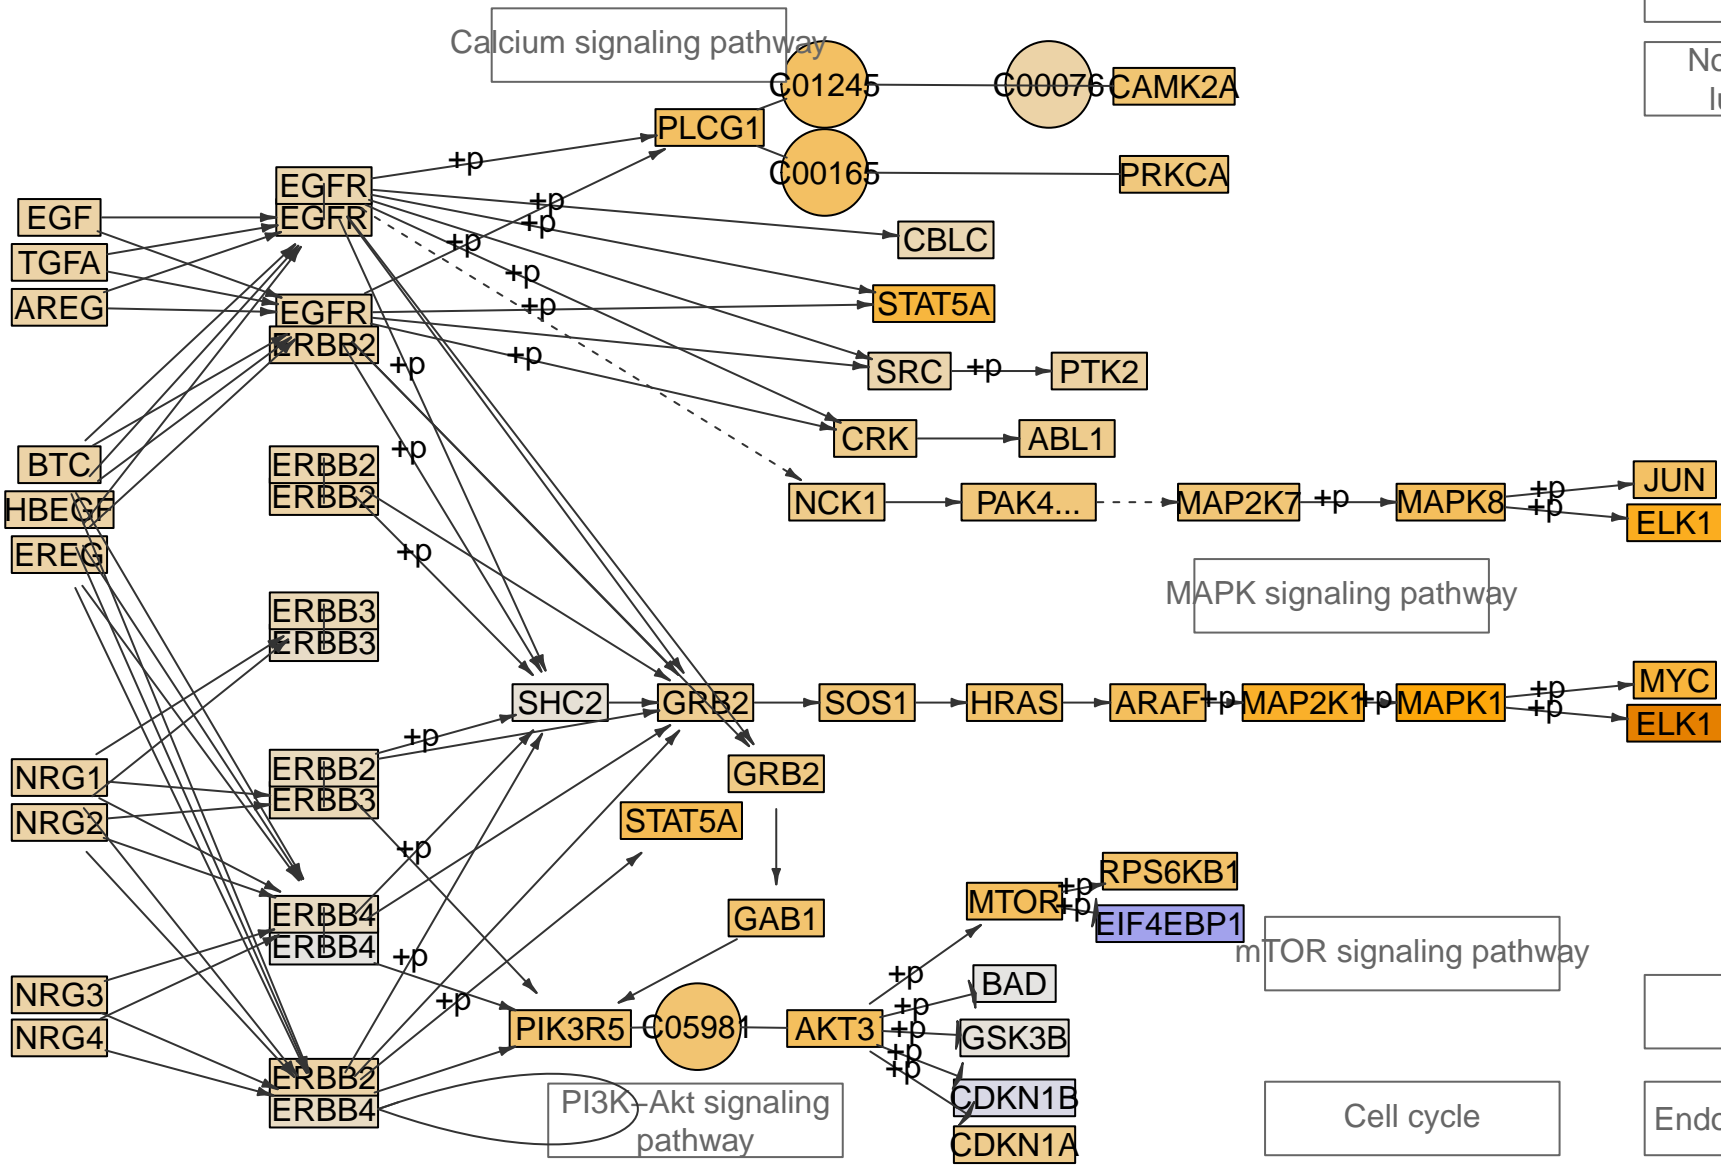 Calcium signaling pathway
C01245
C00076
CAMK2A
PLCG1
C00165
PRKCA
+p
EGFR
EGFR
EGF
TGFA
AREG
+p
+p
+p
CBLC
+p
EGFR
ERBB2
+p
STAT5A
+p
+p
SRC
+p
PTK2
CRK
ABL1
BTC
HBEGF
EREG
ERBB2
ERBB2
+p
NCK1
PAK4...
MAP2K7
+p
MAPK8
+p
+p
JUN
ELK1
+p
MAPK signaling pathway
ERBB3
ERBB3
SHC2
GRB2
SOS1
HRAS
ARAF
+p
MAP2K1
+p
MAPK1
+p
+p
MYC
ELK1
+p
NRG1
NRG2
ERBB2
ERBB3
GRB2
STAT5A
+p
ERBB4
ERBB4
+p
GAB1
MTOR
+p
+p
RPS6KB1
EIF4EBP1
mTOR signaling pathway
NRG3
NRG4
+p
PIK3R5
C05981
AKT3
+p
+p
+p
+p
+p
BAD
GSK3B
CDKN1B
CDKN1A
ERBB2
ERBB4
PI3K–Akt signaling
pathway
Cell cycle
No
lu
Endo